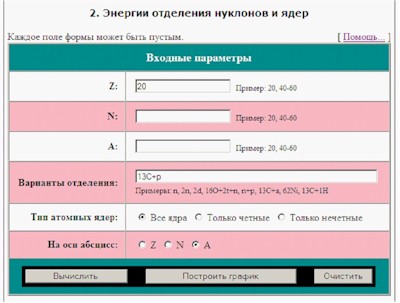 2. Энергии отделения нуклонов и ядер
Каждое поле формы может быть пустым. [ Помощь... ]
Входные параметры
Z: 20 Пример: 20, 40-60
N: Пример: 20, 40-60
A: Пример: 20, 40-60
Варианты отделения: 13C+p
Примеры: n, 2n, 2d, 16O+2t+n, n+p, 13C+a, 62Ni, 13C+1H
Тип атомных ядер: Все ядра Только четные Только нечетные
На оси абсцисс: Z N A
Вычислить Построить график Очистить